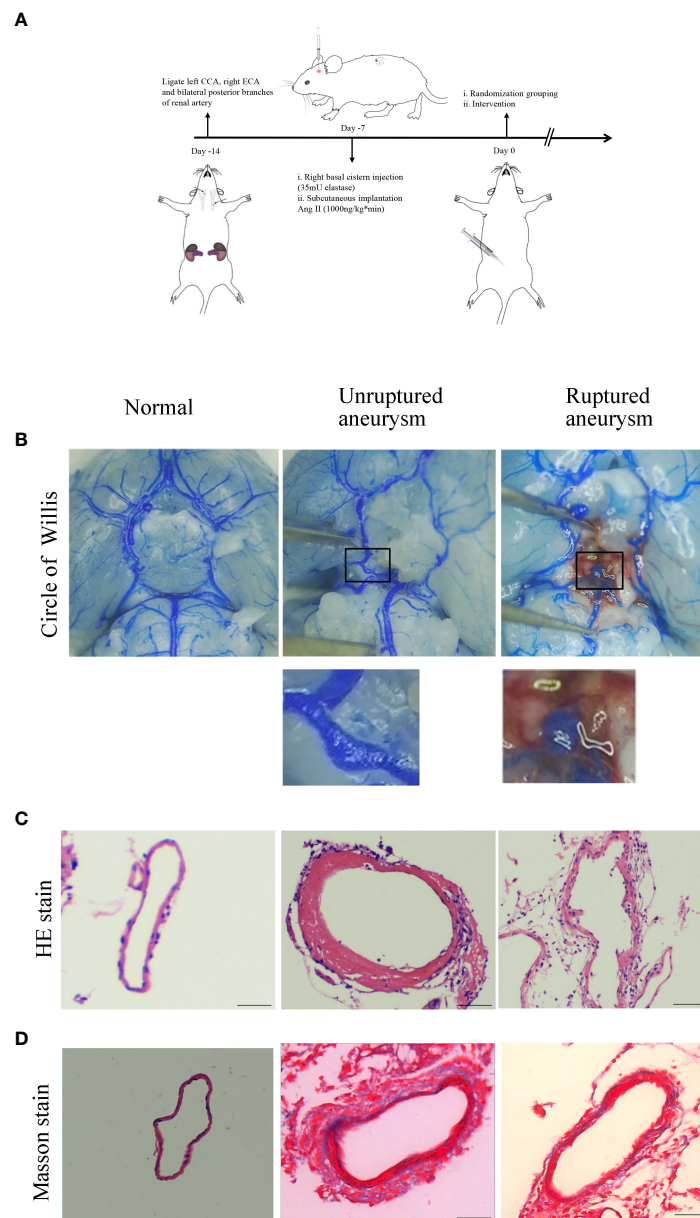 A
Ligate left CCA, right ECA
and bilateral posterior branches
of renal artery
i. Randomization grouping
ii. Intervention
Day -14
Day -7
Day 0
i. Right basal cistern injection
(35mU elastase)
ii. Subcutaneous implantation
Ang II (1000ng/kg*min)
Normal
Unruptured
aneurysm
Ruptured
aneurysm
B
Circle of Willis
C
HE stain
D
Masson stain